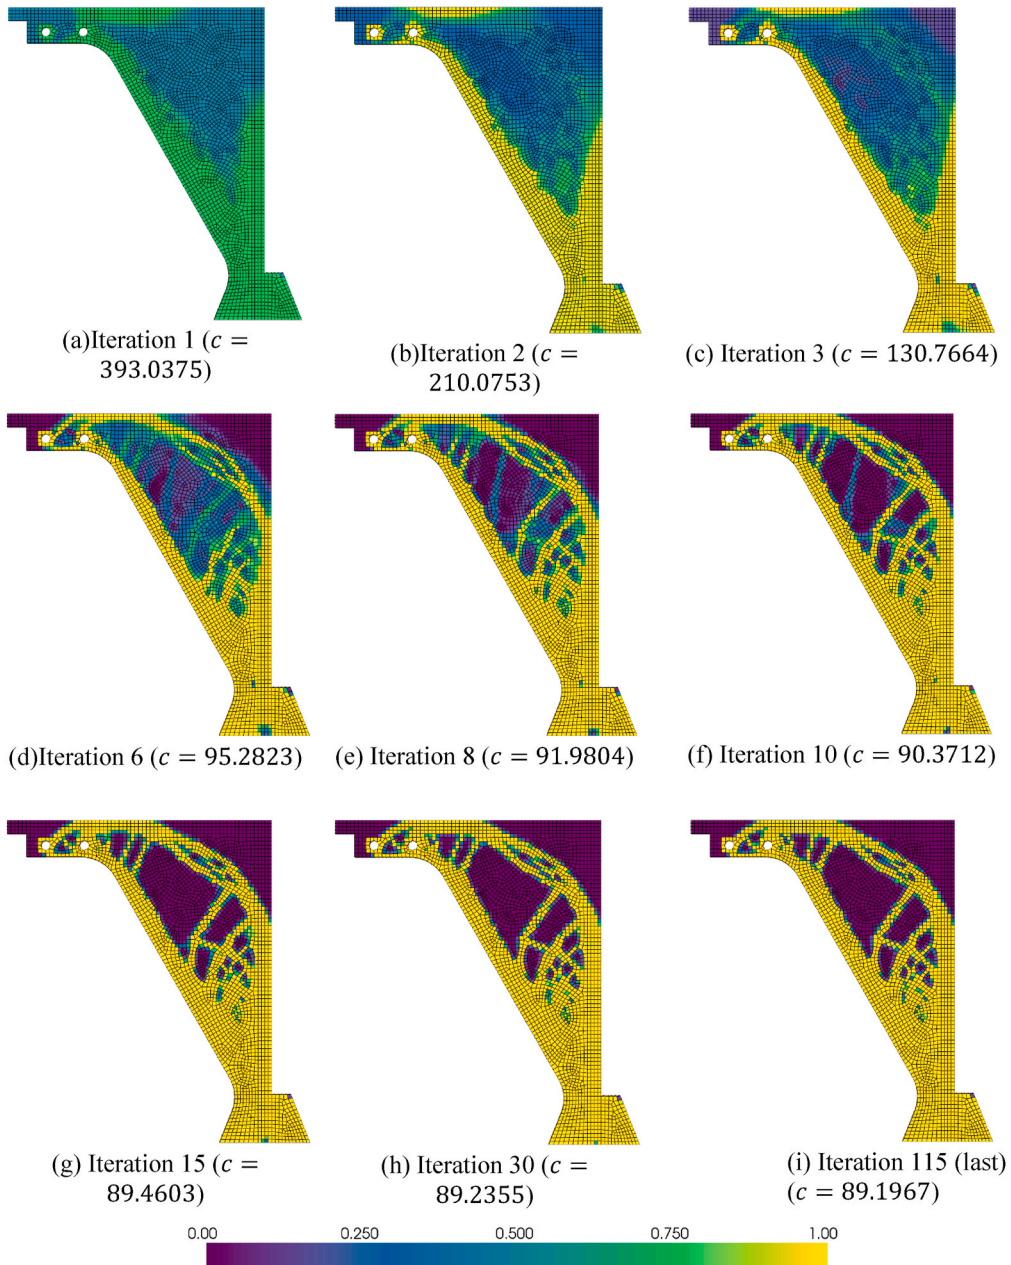 (a)Iteration 1 (c =
393.0375)
(b)Iteration 2 (c =
210.0753)
(c) Iteration 3 (c = 130.7664)
(d)Iteration 6 (c = 95.2823)
(e) Iteration 8 (c = 91.9804)
(f) Iteration 10 (c = 90.3712)
(g) Iteration 15 (c =
89.4603)
(h) Iteration 30 (c =
89.2355)
(i) Iteration 115 (last)
(c = 89.1967)
0.00 0.250 0.500 0.750 1.00